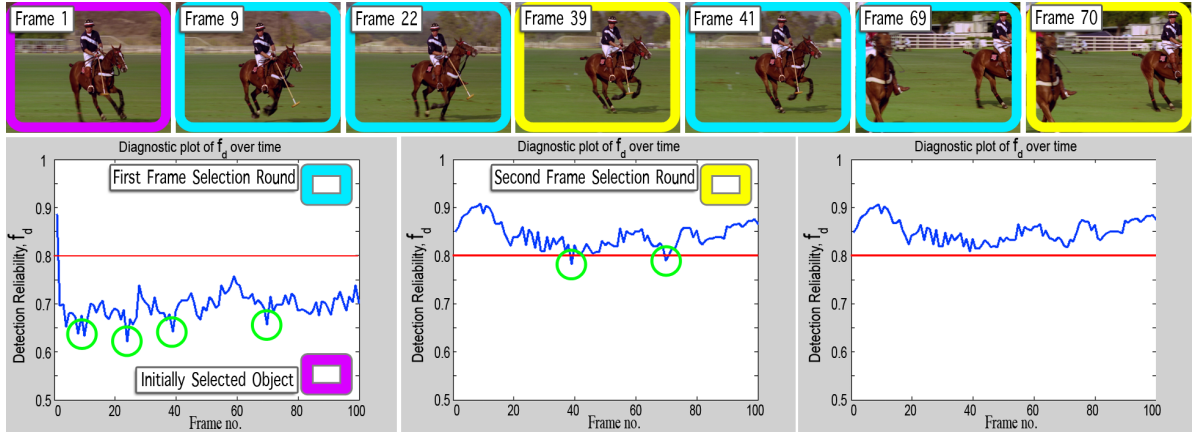 Frame 1
Frame 9
Frame 22
Frame 39
Frame 41
Frame 69
Frame 70
Diagnostic plot of f_d over time
First Frame Selection Round
Initially Selected Object
Detection Reliability, f_d
1
0.9
0.8
0.7
0.6
0.5
0 20 40 60 80 100
Frame no.
Diagnostic plot of f_d over time
Second Frame Selection Round
Detection Reliability, f_d
1
0.9
0.8
0.7
0.6
0.5
0 20 40 60 80 100
Frame no.
Diagnostic plot of f_d over time
Detection Reliability, f_d
1
0.9
0.8
0.7
0.6
0.5
0 20 40 60 80 100
Frame no.